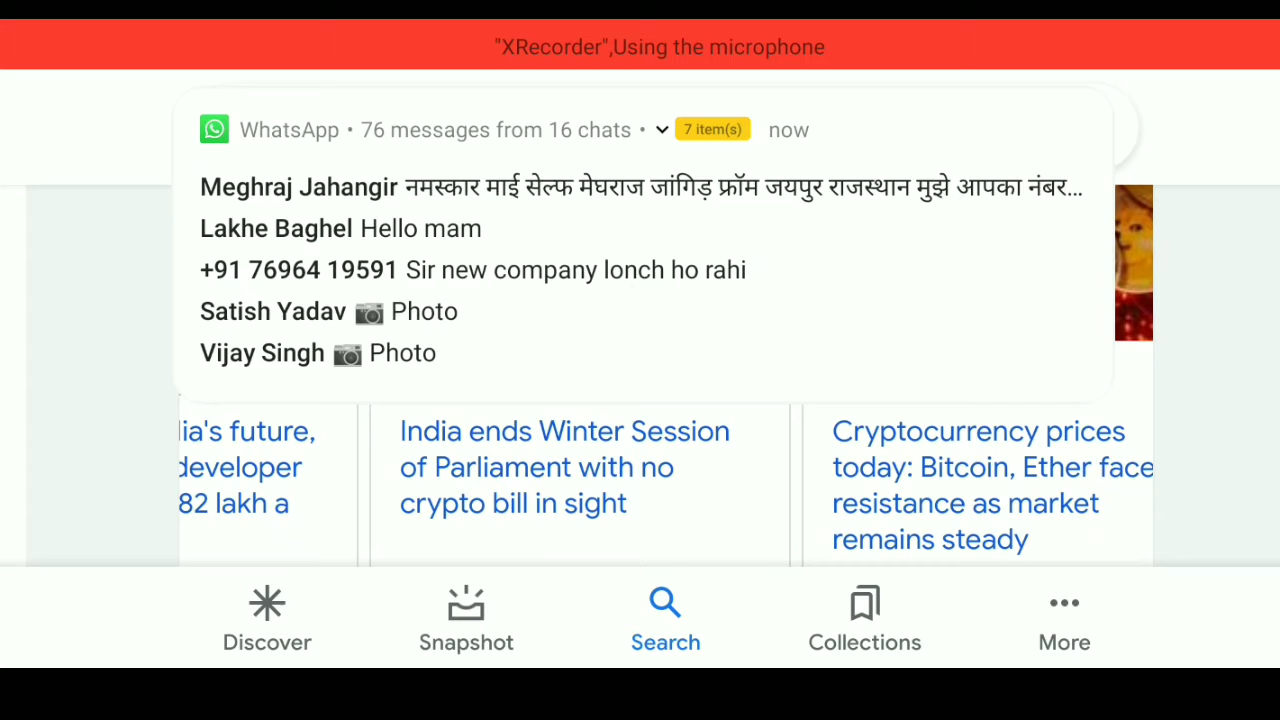 "XRecorder",Using the microphone
WhatsApp • 76 messages from 16 chats • 7 item(s) now
Meghraj Jahangir नमस्कार माई सेल्फ मेघराज जांगिड़ फ्रॉम जयपुर राजस्थान मुझे आपका नंबर...
Lakhe Baghel Hello mam
+91 76964 19591 Sir new company lonch ho rahi
Satish Yadav 📷 Photo
Vijay Singh 📷 Photo
ia's future,
developer
82 lakh a
India ends Winter Session
of Parliament with no
crypto bill in sight
Cryptocurrency prices
today: Bitcoin, Ether face
resistance as market
remains steady
Discover
Snapshot
Search
Collections
More